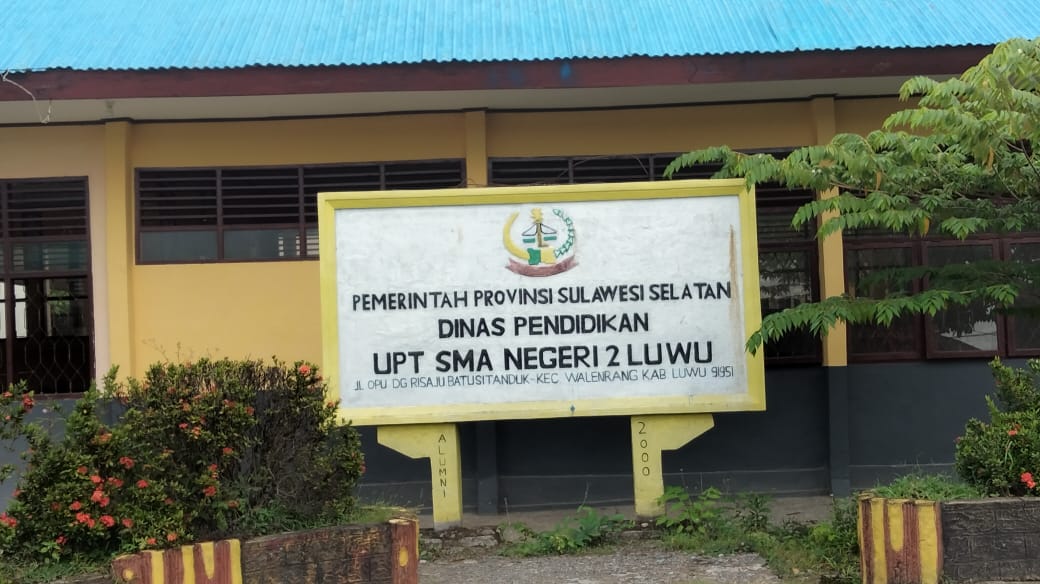 PEMERINTAH PROVINSI SULAWESI SELATAN
DINAS PENDIDIKAN
UPT SMA NEGERI 2 LUWU
JL OPU DG RISAJU BATUSITANDUK-KEC WALENRANG KAB LUWU 91951
ALUMNI
2000